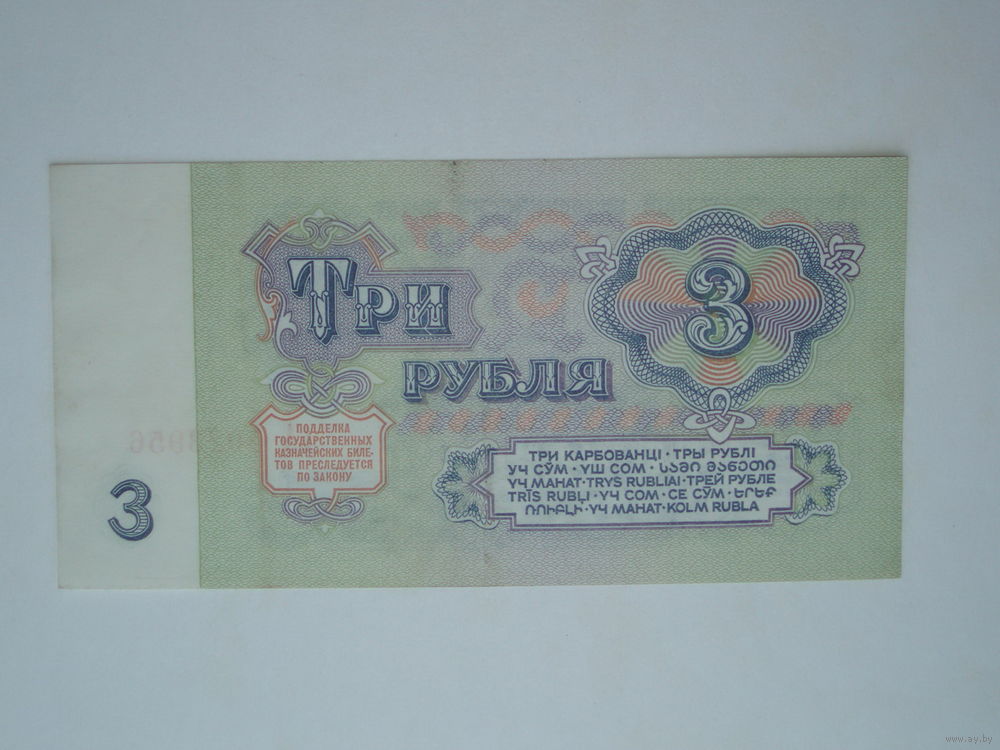 ТРИ
РУБЛЯ
3
3
ПОДДЕЛКА
ГОСУДАРСТВЕННЫХ
КАЗНАЧЕЙСКИХ БИЛЕ-
ТОВ ПРЕСЛЕДУЕТСЯ
ПО ЗАКОНУ
ТРИ КАРБОВАНЦІ · ТРЫ РУБЛІ
УЧ СЎМ · ҮШ СОМ · ᲡᲐᲛᲘ ᲛᲐᲜᲔᲗᲘ
УЧ МАНАТ · TRYS RUBLIAI · ТРЕЙ РУБЛЕ
TRĪS RUBĻI · ҮЧ СОМ · СЕ СӮМ · ԵՐԵՔ
ՌՈՒԲԼԻ · ҮЧ МАНАТ · KOLM RUBLA
www.ay.by